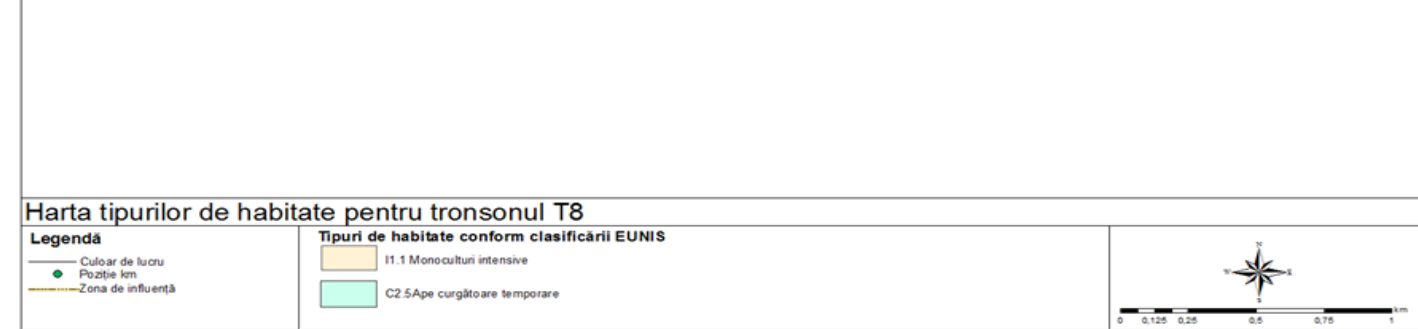 Harta tipurilor de habitate pentru tronsonul T8
Legendă
Culoar de lucru
Poziție km
Zona de influență
Tipuri de habitate conform clasificării EUNIS
I1.1 Monoculturi intensive
C2.5Ape curgătoare temporare
N
W E
S
km
0 0,125 0,25 0,5 0,75 1